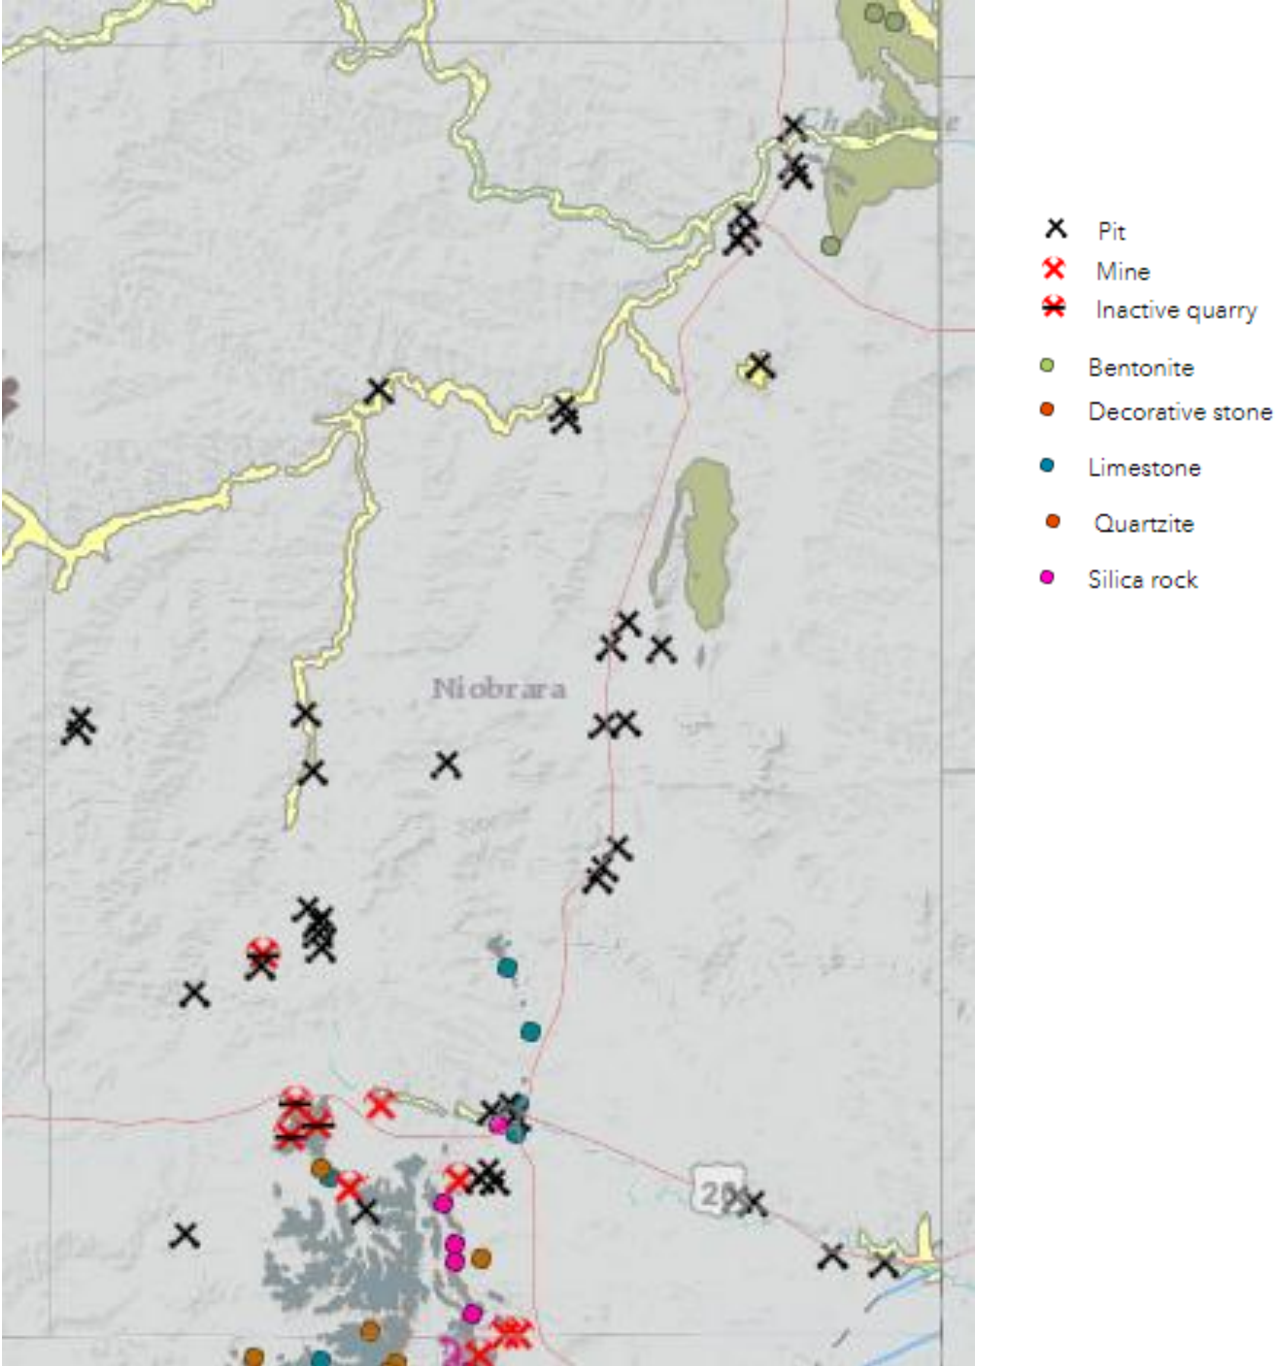 Pit
Mine
Inactive quarry
Bentonite
Decorative stone
Limestone
Quartzite
Silica rock
Niobrara